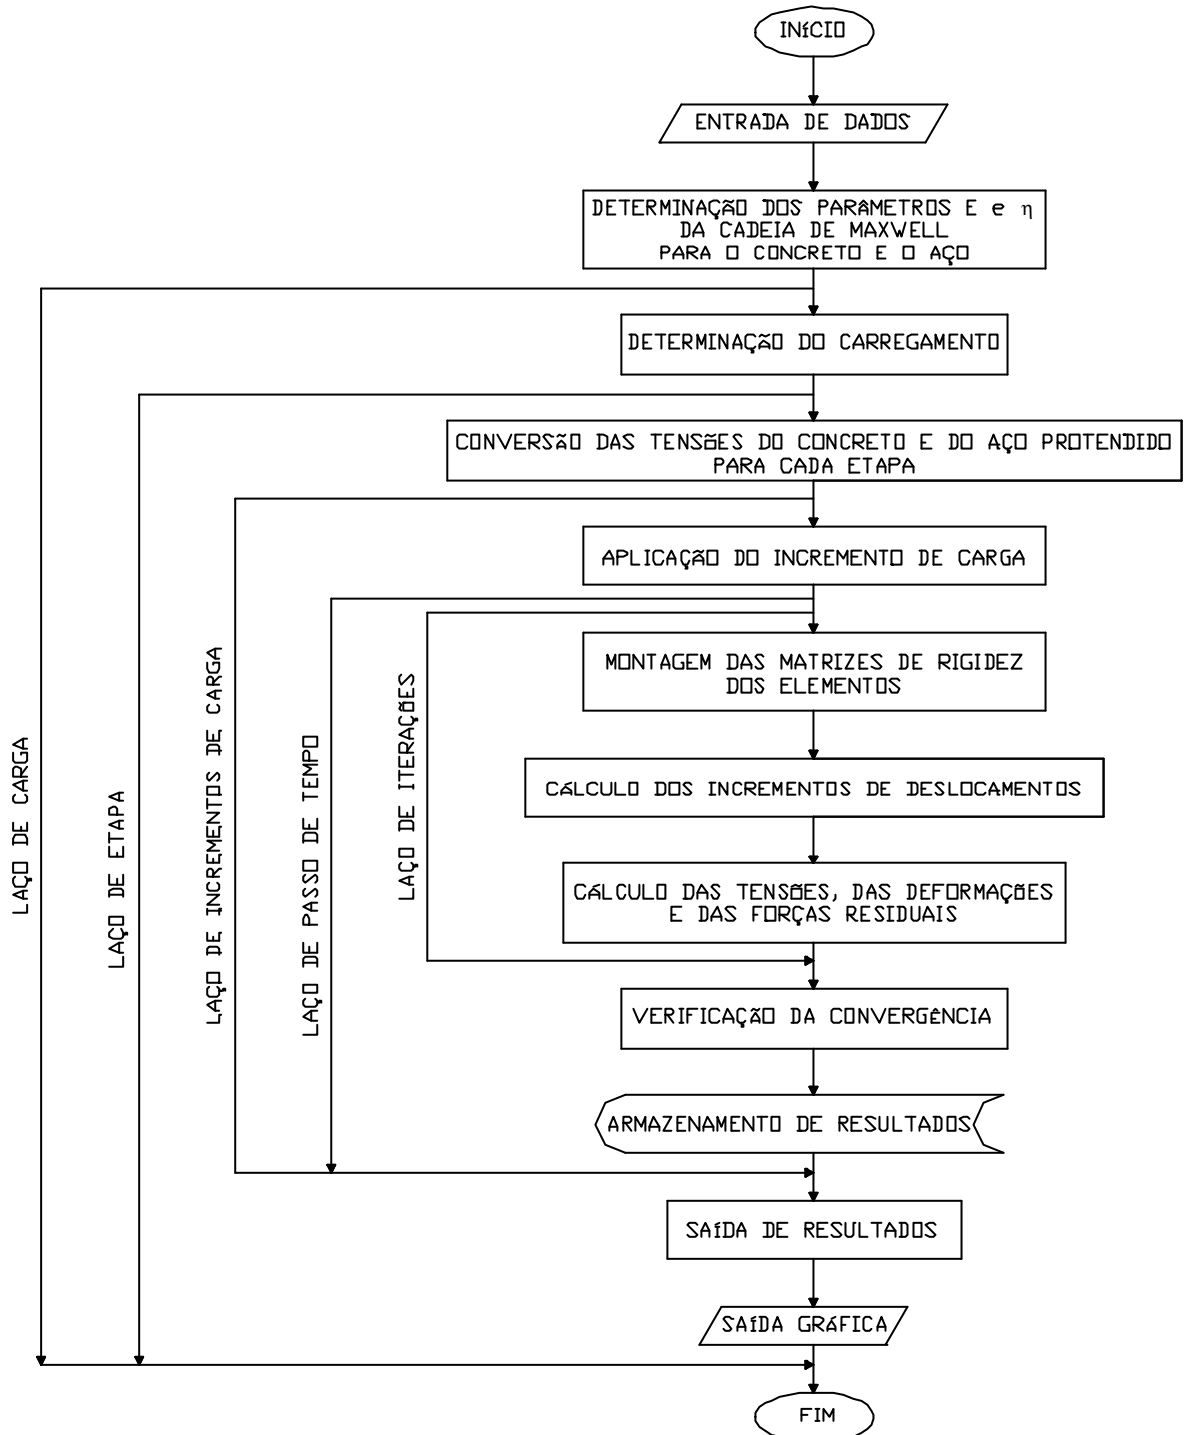 INíCIO
ENTRADA DE DADOS
DETERMINAÇÃO DOS PARÂMETROS E e η
DA CADEIA DE MAXWELL
PARA O CONCRETO E O AÇO
DETERMINAÇÃO DO CARREGAMENTO
CONVERSÃO DAS TENSÕES DO CONCRETO E DO AÇO PROTENDIDO
PARA CADA ETAPA
APLICAÇÃO DO INCREMENTO DE CARGA
MONTAGEM DAS MATRIZES DE RIGIDEZ
DOS ELEMENTOS
CÁLCULO DOS INCREMENTOS DE DESLOCAMENTOS
CÁLCULO DAS TENSÕES, DAS DEFORMAÇÕES
E DAS FORÇAS RESIDUAIS
VERIFICAÇÃO DA CONVERGÊNCIA
ARMAZENAMENTO DE RESULTADOS
SAíDA DE RESULTADOS
SAíDA GRÁFICA
FIM
LAÇO DE CARGA
LAÇO DE ETAPA
LAÇO DE INCREMENTOS DE CARGA
LAÇO DE PASSO DE TEMPO
LAÇO DE ITERAÇÕES